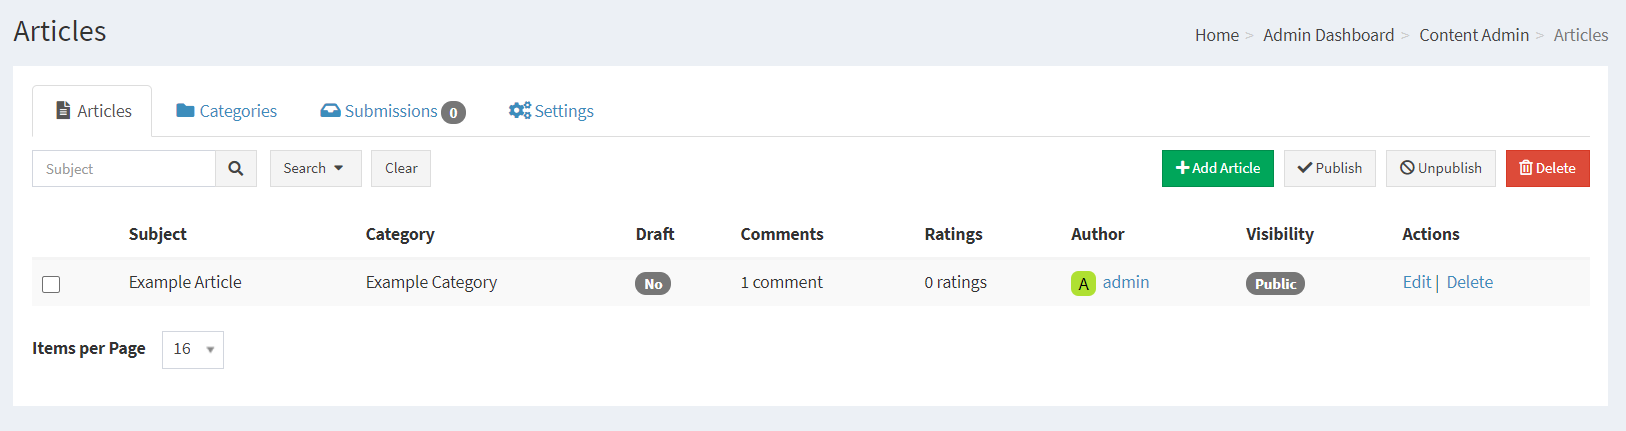 Articles
Home > Admin Dashboard > Content Admin > Articles
Articles Categories Submissions 0 Settings
Subject Search Clear Add Article Publish Unpublish Delete
Subject Category Draft Comments Ratings Author Visibility Actions
Example Article Example Category No 1 comment 0 ratings A admin Public Edit | Delete
Items per Page 16